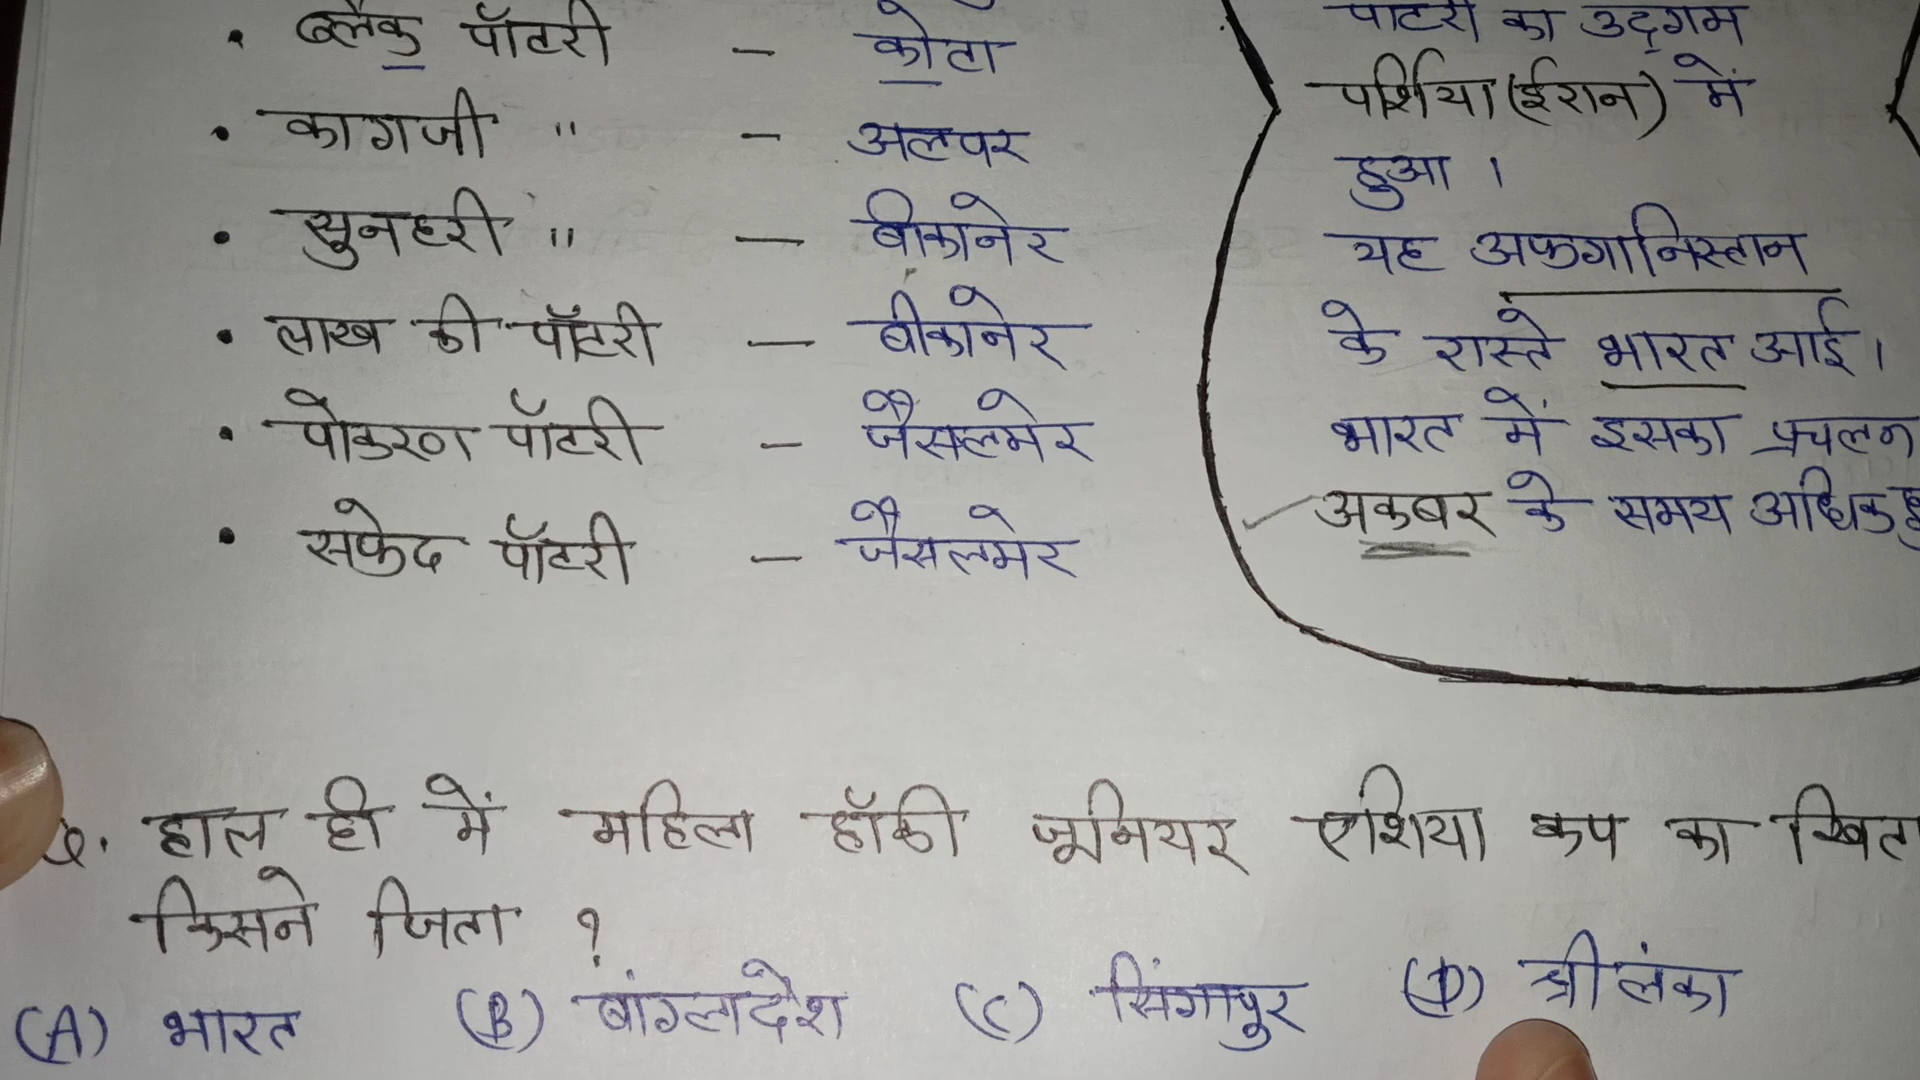 • ब्लैक पॉटरी – कोटा
• कागजी " – अलवर
• सुनहरी " – बीकानेर
• लाख की पॉटरी – बीकानेर
• पोकरण पॉटरी – जैसलमेर
• सफेद पॉटरी – जैसलमेर
पॉटरी का उद्गम
पर्शिया (ईरान) में
हुआ ।
यह अफगानिस्तान
के रास्ते भारत आई।
भारत में इसका प्रचलन
अकबर के समय अधिक
Q. हाल ही में महिला हॉकी जूनियर एशिया कप का खिता
किसने जिता ?
(A) भारत (B) बांग्लादेश (C) सिंगापुर (D) श्रीलंका